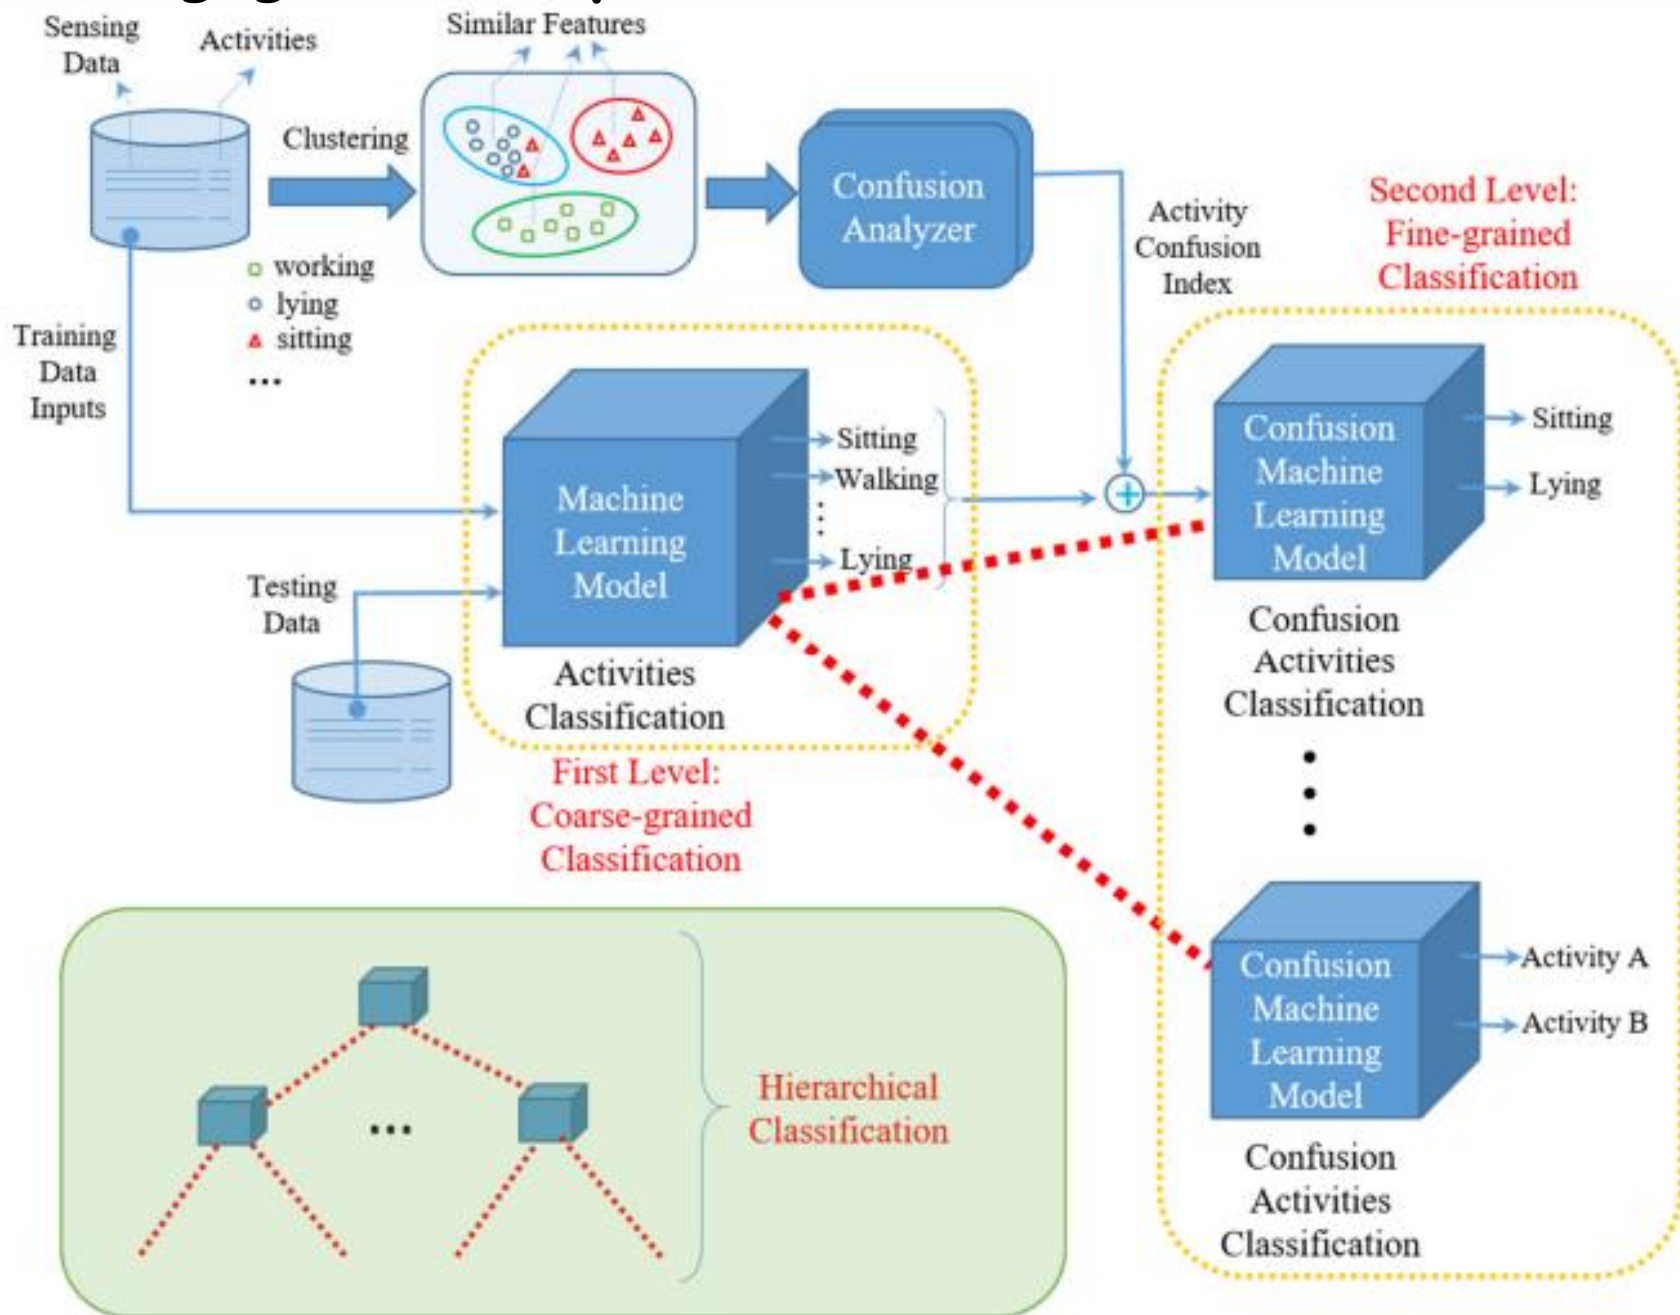 Sensing
Data
Activities
Similar Features
Clustering
Confusion
Analyzer
Activity
Confusion
Index
Second Level:
Fine-grained
Classification
working
lying
sitting
...
Training
Data
Inputs
Machine
Learning
Model
Sitting
Walking
Lying
Activities
Classification
First Level:
Coarse-grained
Classification
Testing
Data
Confusion
Machine
Learning
Model
Sitting
Lying
Confusion
Activities
Classification
Confusion
Machine
Learning
Model
Activity A
Activity B
Confusion
Activities
Classification
...
Hierarchical
Classification